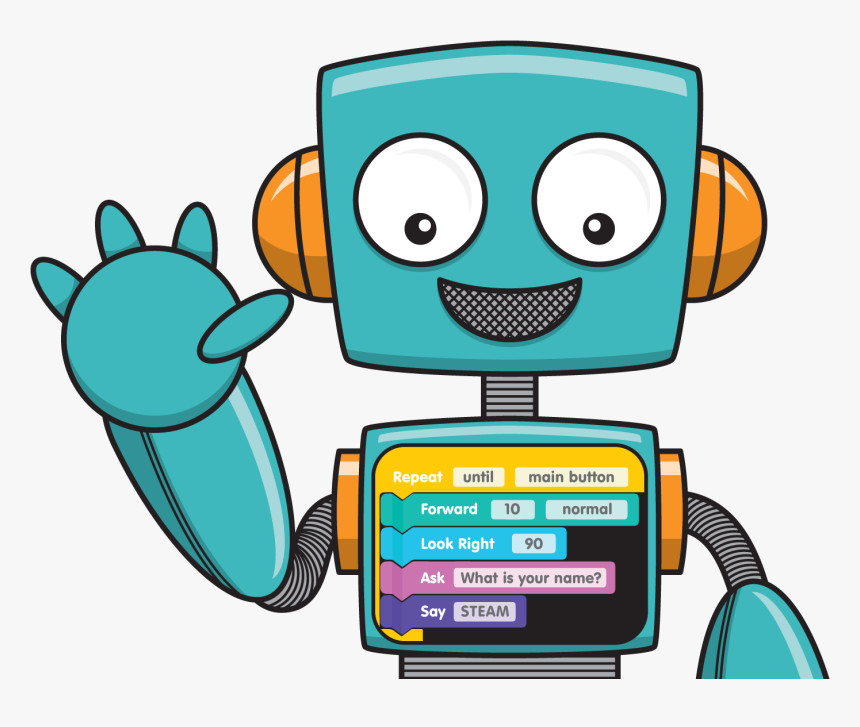 Repeat until main button
Forward 10 normal
Look Right 90
Ask What is your name?
Say STEAM